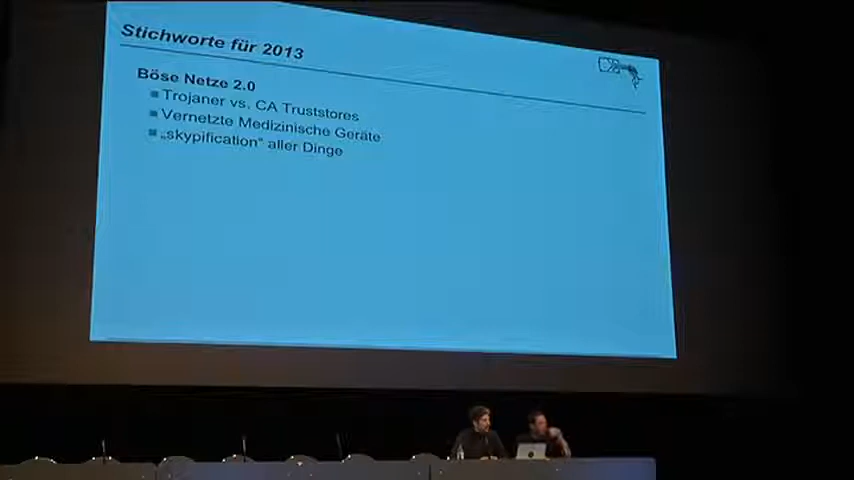 Stichworte für 2013
Böse Netze 2.0
Trojaner vs. CA Truststores
Vernetzte Medizinische Geräte
„skypification“ aller Dinge